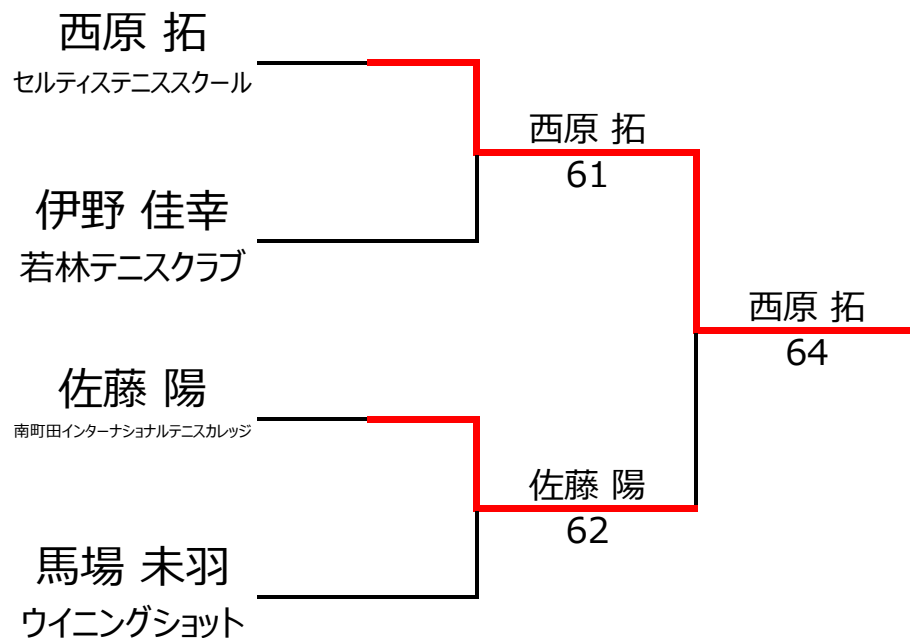 西原 拓
セルティステニススクール
伊野 佳幸
若林テニスクラブ
佐藤 陽
南町田インターナショナルテニスカレッジ
馬場 未羽
ウイニングショット
西原 拓
61
佐藤 陽
62
西原 拓
64